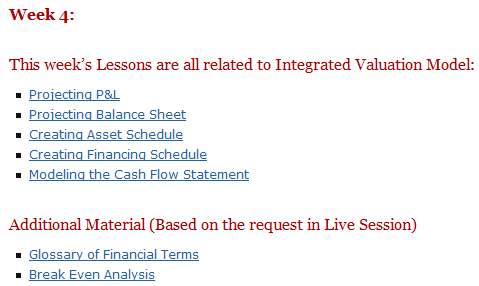 Week 4:
This week's Lessons are all related to Integrated Valuation Model:
Projecting P&L
Projecting Balance Sheet
Creating Asset Schedule
Creating Financing Schedule
Modeling the Cash Flow Statement
Additional Material (Based on the request in Live Session)
Glossary of Financial Terms
Break Even Analysis